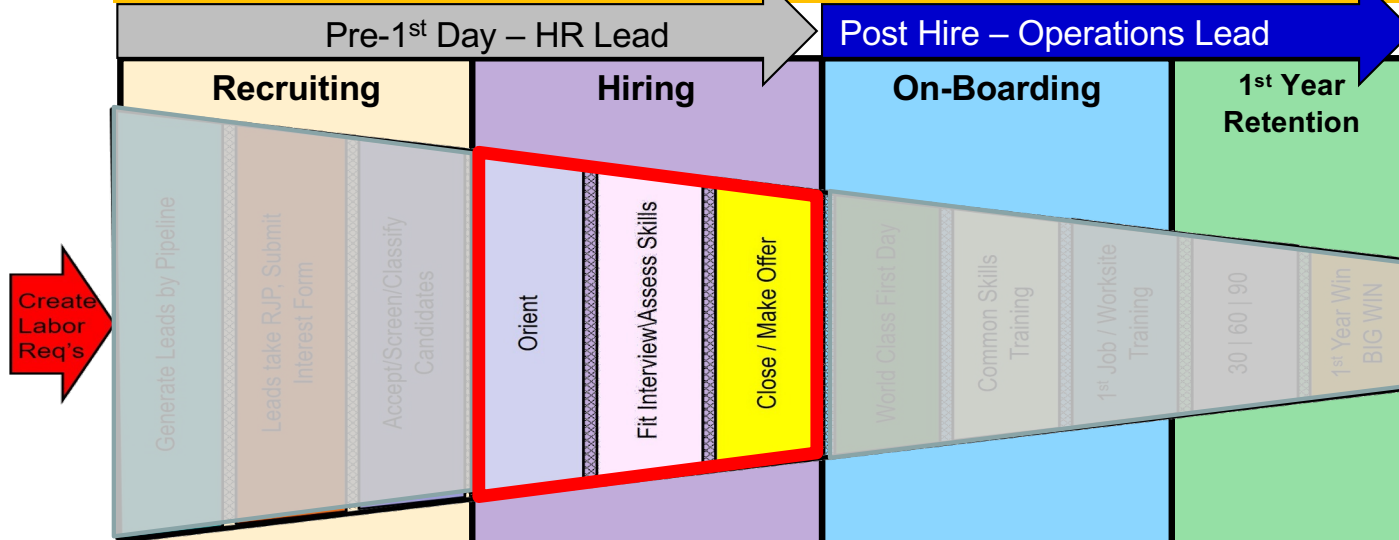 Pre-1st Day – HR Lead
Post Hire – Operations Lead
Recruiting
Hiring
On-Boarding
1st Year
Retention
Create
Labor
Req's
Generate Leads by Pipeline
Leads take RJP, Submit
Interest Form
Accept/Screen/Classify
Candidates
Orient
Fit Interview\Assess Skills
Close / Make Offer
World Class First Day
Common Skills
Training
1st Job / Worksite
Training
30 | 60 | 90
1st Year Win
BIG WIN